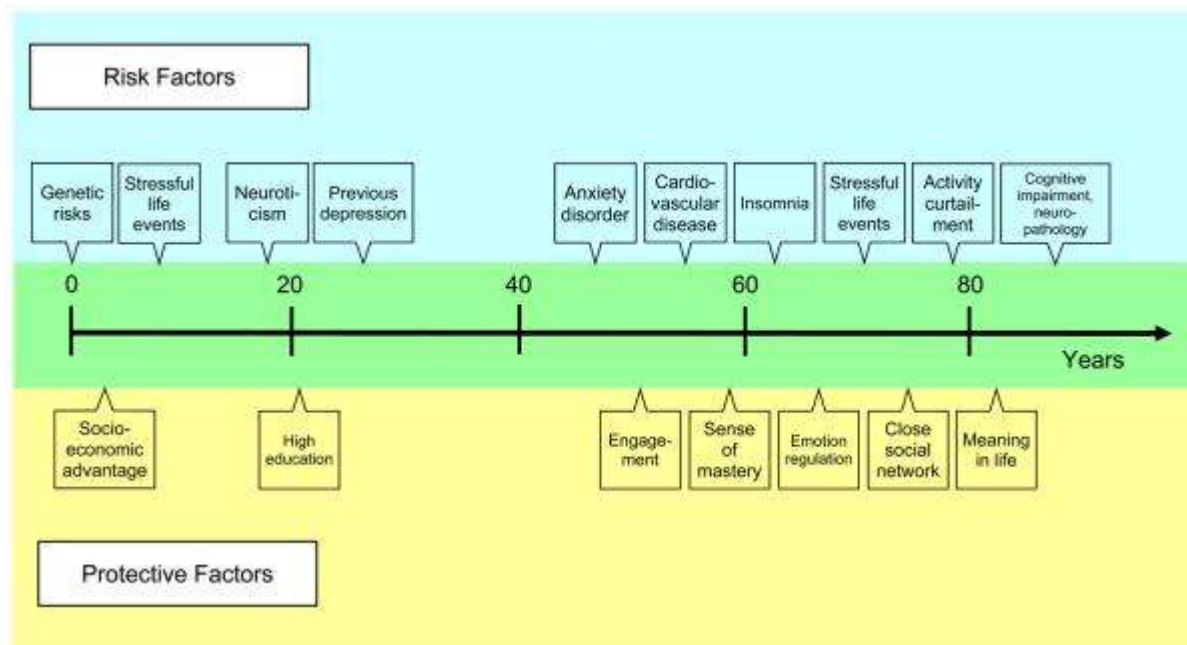 Risk Factors
Genetic
risks
Stressful
life
events
Neuroti-
cism
Previous
depression
Anxiety
disorder
Cardio-
vascular
disease
Insomnia
Stressful
life
events
Activity
curtail-
ment
Cognitive
impairment,
neuro-
pathology
0
20
40
60
80
Years
Socio-
economic
advantage
High
education
Engage-
ment
Sense
of
mastery
Emotion
regulation
Close
social
network
Meaning
in life
Protective Factors